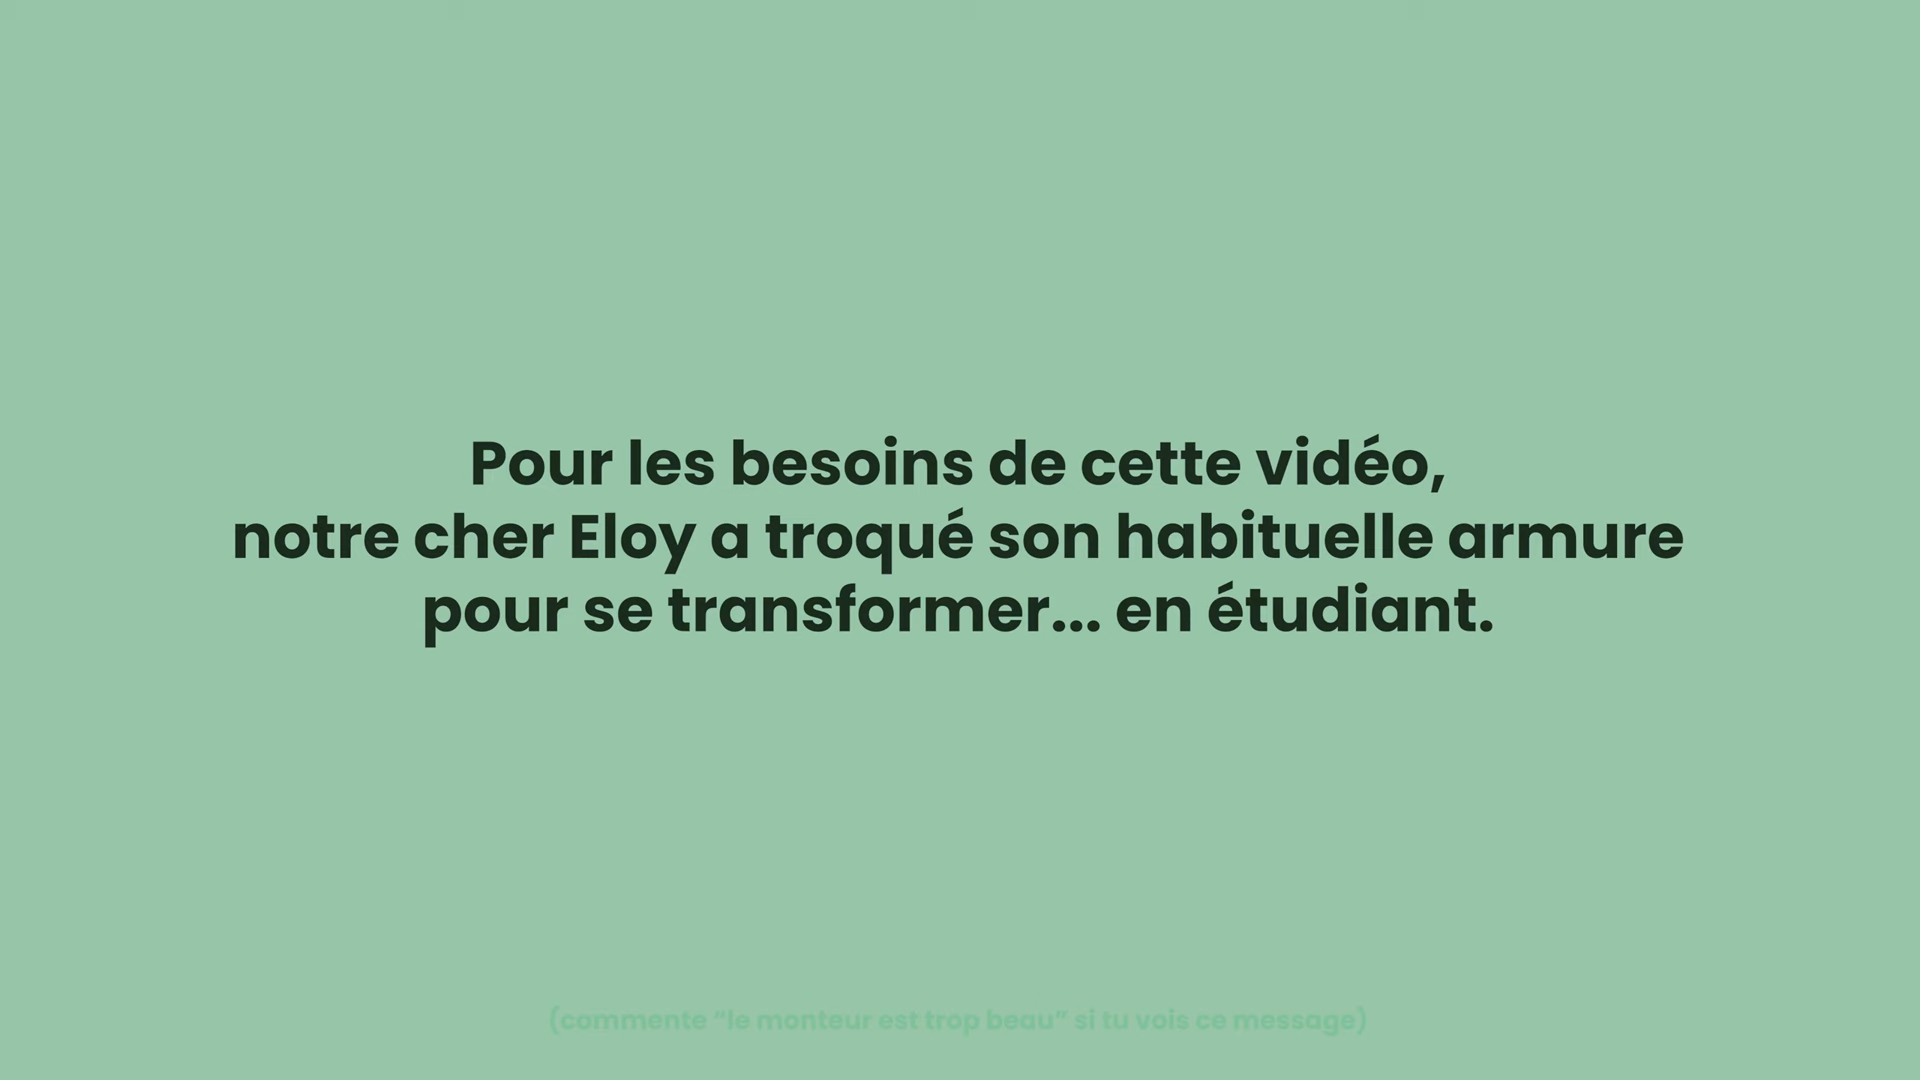 Pour les besoins de cette vidéo,
notre cher Eloy a troqué son habituelle armure
pour se transformer... en étudiant.
(commente “le monteur est trop beau” si tu vois ce message)